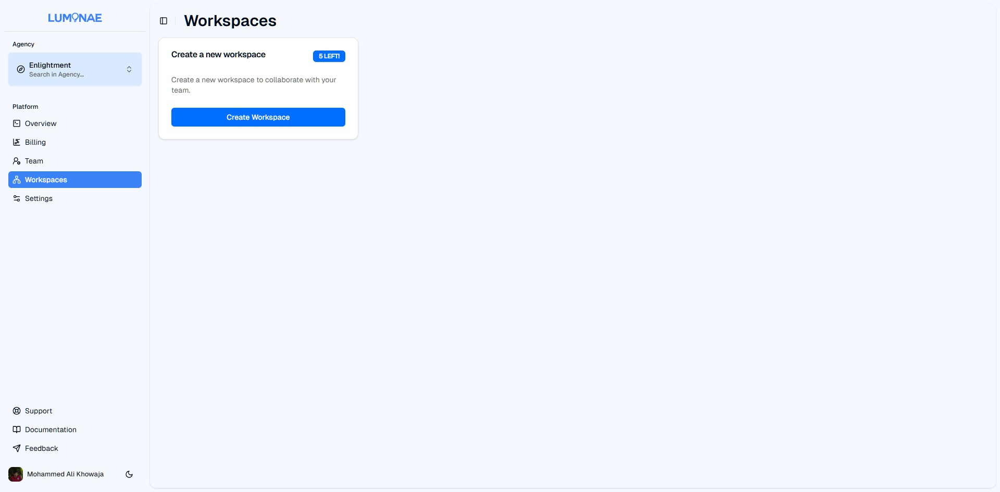 LUMONAE
Agency
Enlightment
Search in Agency...
Platform
Overview
Billing
Team
Workspaces
Settings
Support
Documentation
Feedback
Mohammed Ali Khowaja
Workspaces
Create a new workspace
5 LEFT!
Create a new workspace to collaborate with your
team.
Create Workspace